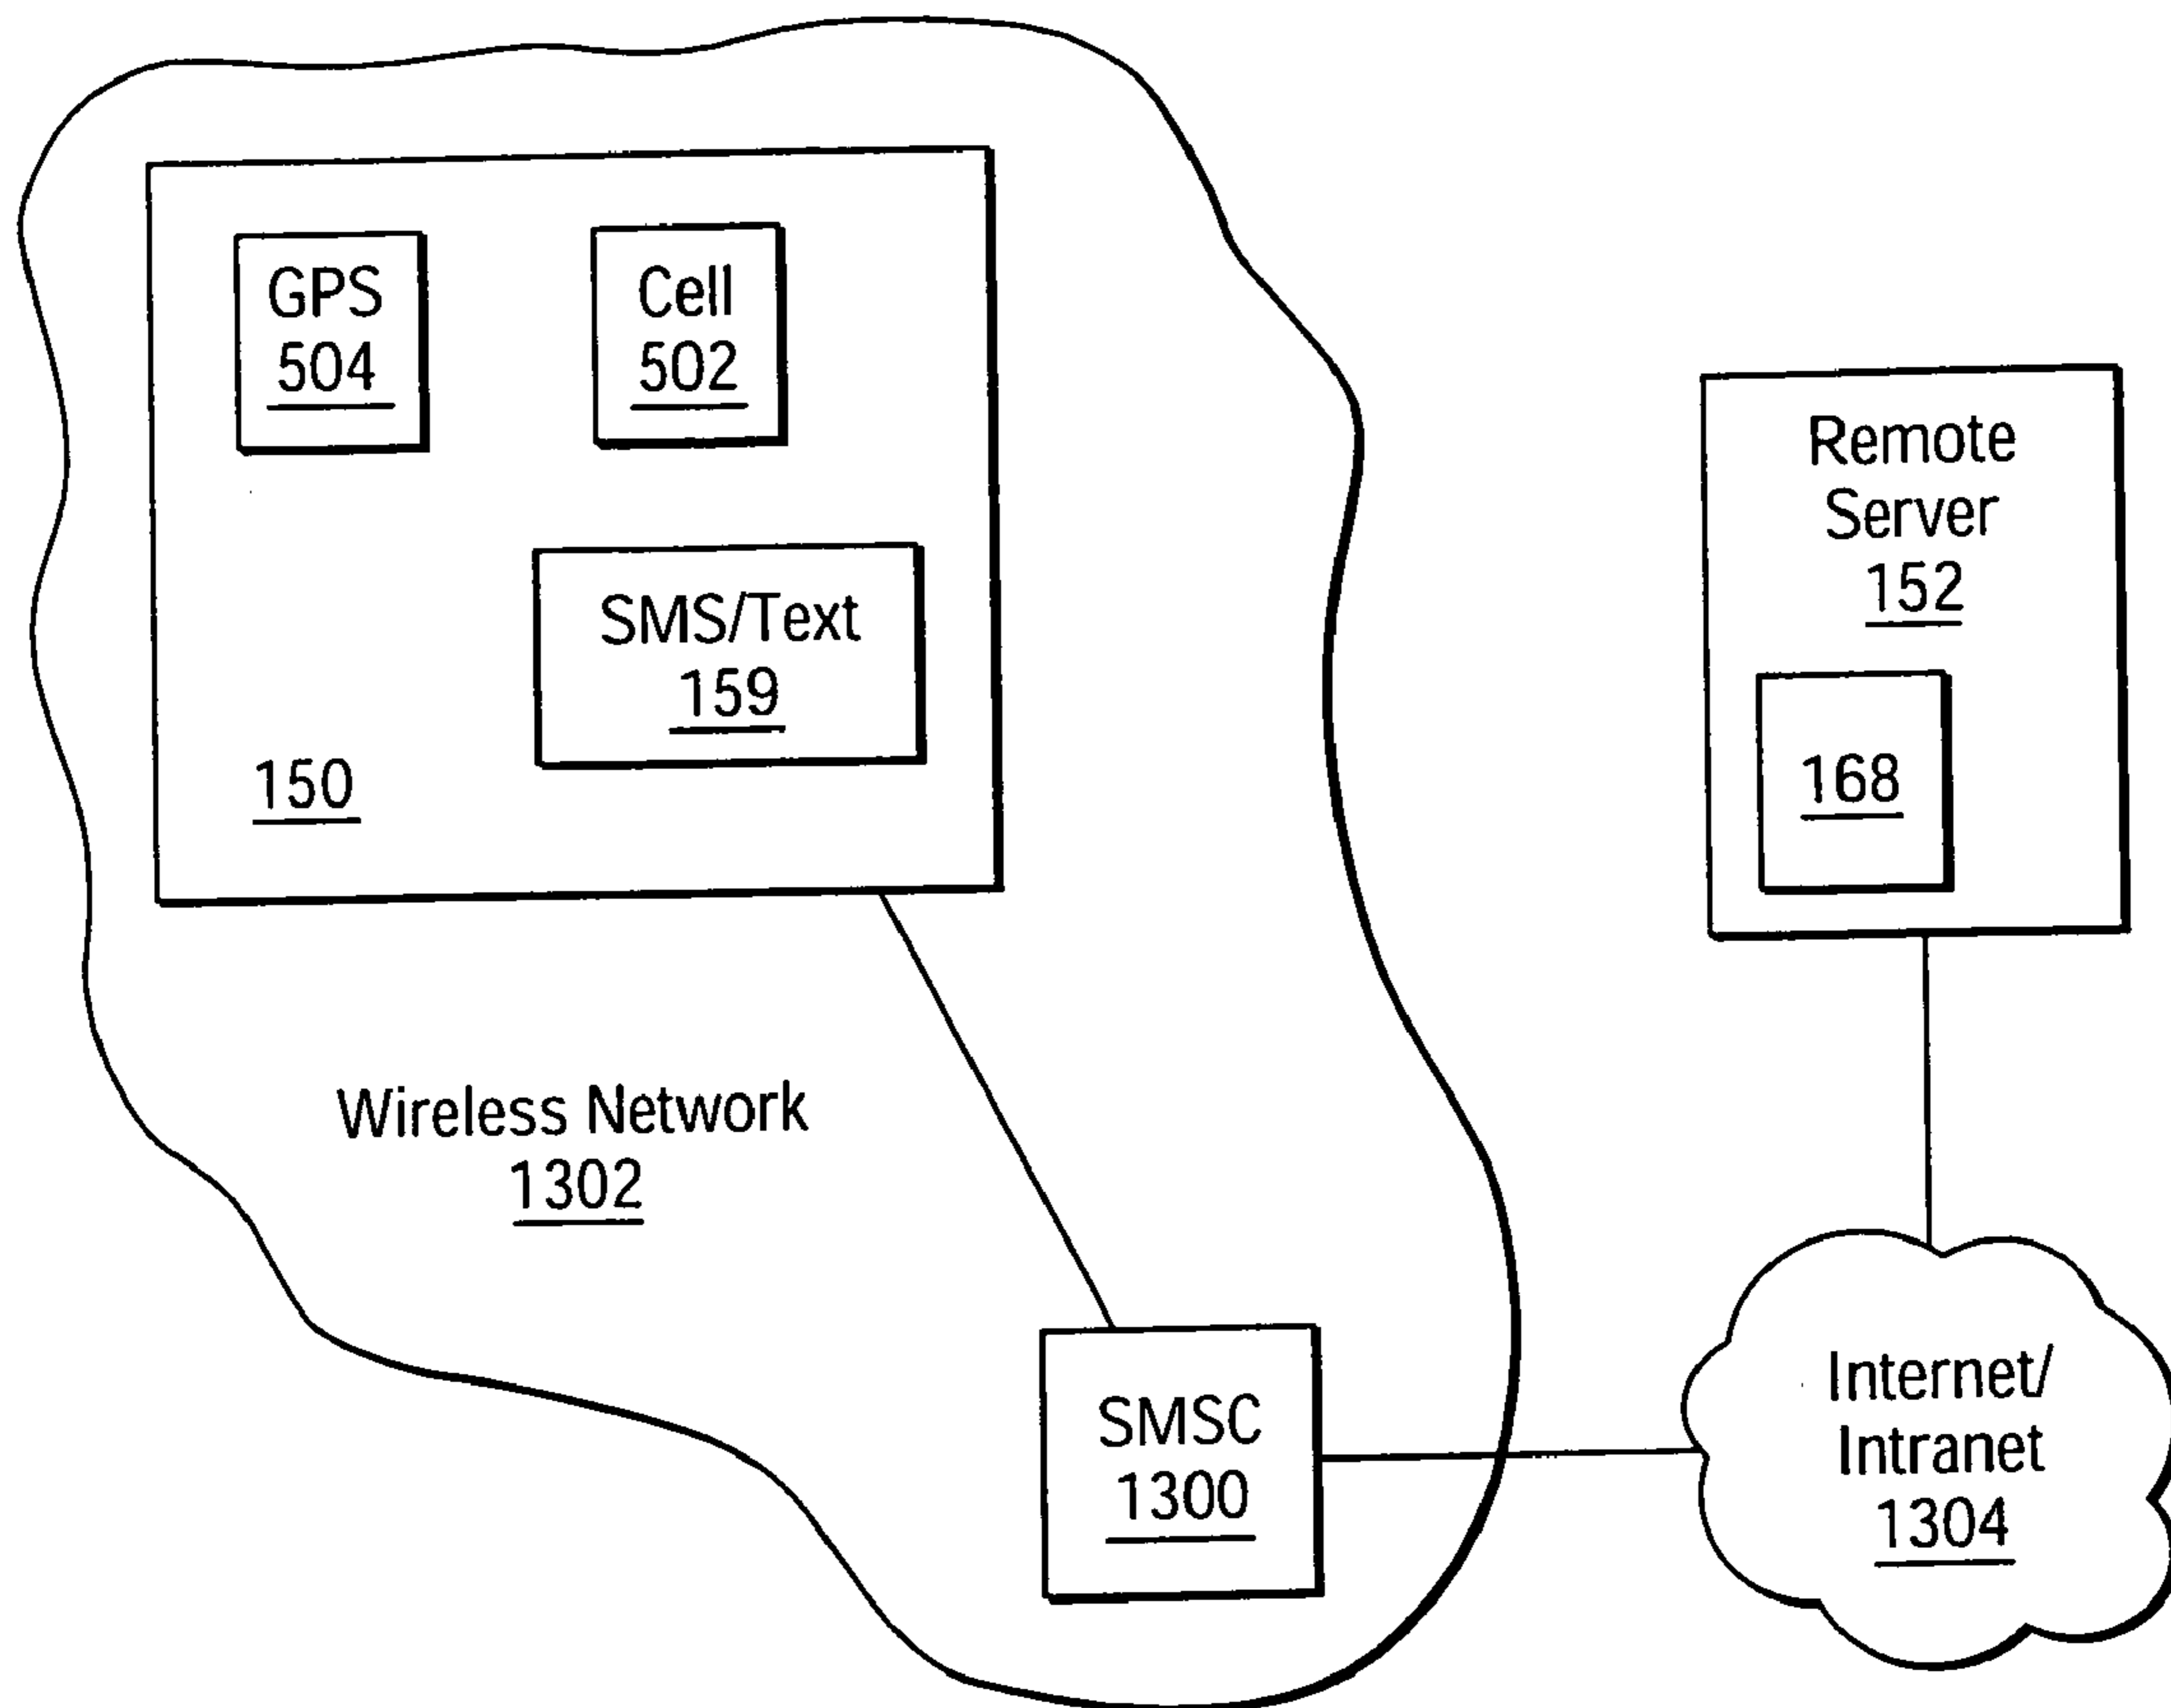 GPS
504
Cell
502
SMS/Text
159
150
Wireless Network
1302
SMSC
1300
Remote
Server
152
168
Internet/
Intranet
1304